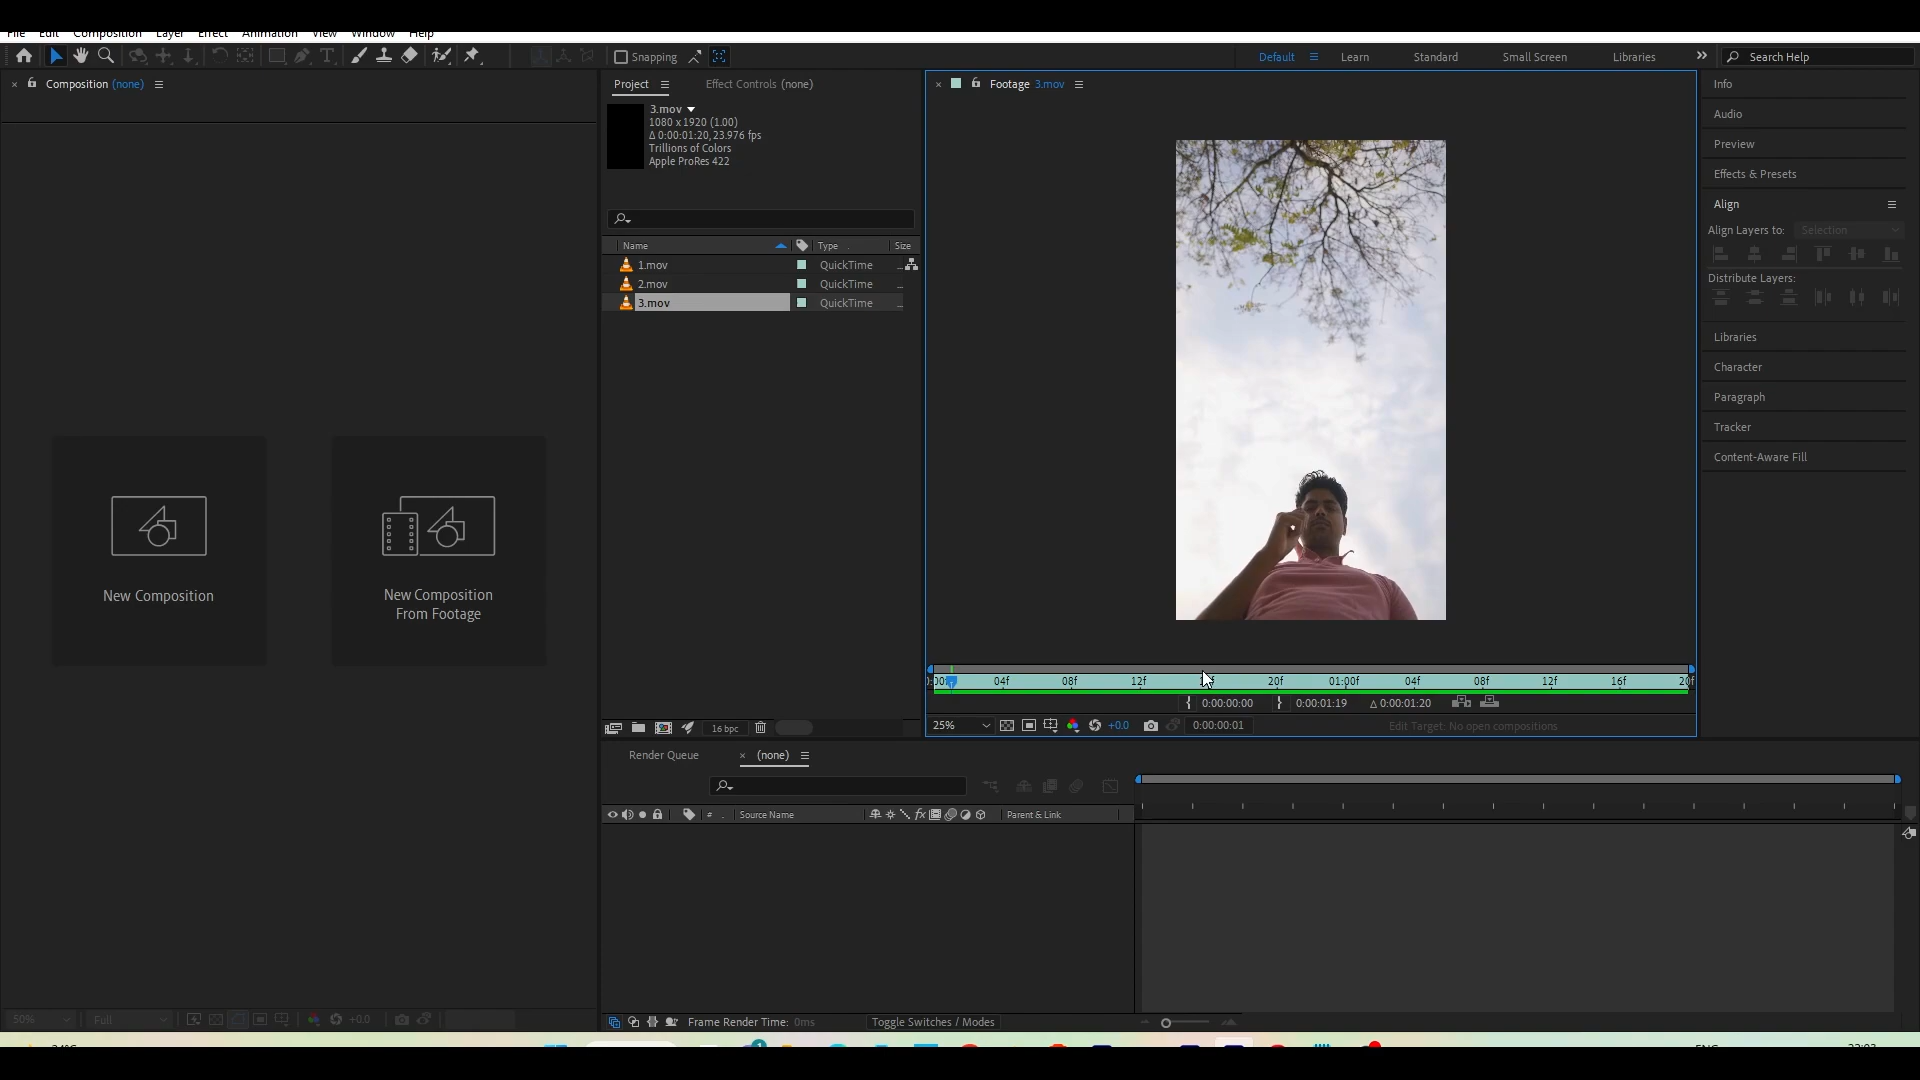 File Edit Composition Layer Effect Animation View Window Help
Snapping
Default Learn Standard Small Screen Libraries
Search Help
Composition (none)
New Composition
New Composition
From Footage
50% Full +0.0
Project Effect Controls (none)
3.mov
1080 x 1920 (1.00)
Δ 0:00:01:20, 23.976 fps
Trillions of Colors
Apple ProRes 422
Name Type Size
1.mov QuickTime ...
2.mov QuickTime ...
3.mov QuickTime ...
16 bpc
Footage 3.mov
04f 08f 12f 20f 01:00f 04f 08f 12f 16f 20f
0:00:00:00 0:00:01:19 Δ 0:00:01:20
25% +0.0 0:00:00:01 Edit Target: No open compositions
Info
Audio
Preview
Effects & Presets
Align
Align Layers to: Selection
Distribute Layers:
Libraries
Character
Paragraph
Tracker
Content-Aware Fill
Render Queue (none)
# Source Name fx Parent & Link
Frame Render Time: 0ms Toggle Switches / Modes